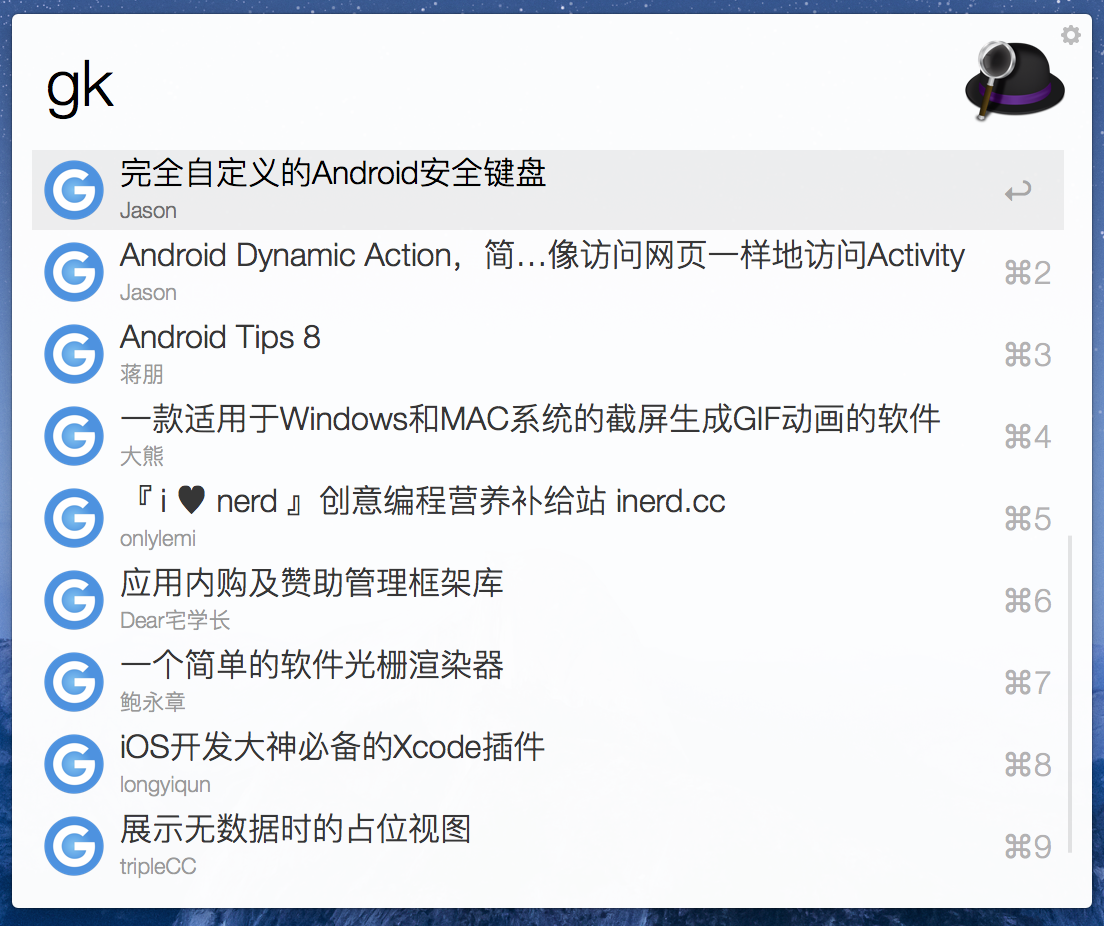 gk
完全自定义的Android安全键盘
Jason
↩
Android Dynamic Action，简…像访问网页一样地访问Activity
Jason
⌘2
Android Tips 8
蒋朋
⌘3
一款适用于Windows和MAC系统的截屏生成GIF动画的软件
大熊
⌘4
『 i ♥ nerd 』创意编程营养补给站 inerd.cc
onlylemi
⌘5
应用内购及赞助管理框架库
Dear宅学长
⌘6
一个简单的软件光栅渲染器
鲍永章
⌘7
iOS开发大神必备的Xcode插件
longyiqun
⌘8
展示无数据时的占位视图
tripleCC
⌘9